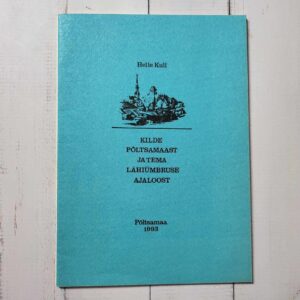 Helle Kull
KILDE
PÕLTSAMAAST
JA TEMA
LÄHIÜMBRUSE
AJALOOST
Põltsamaa
1993